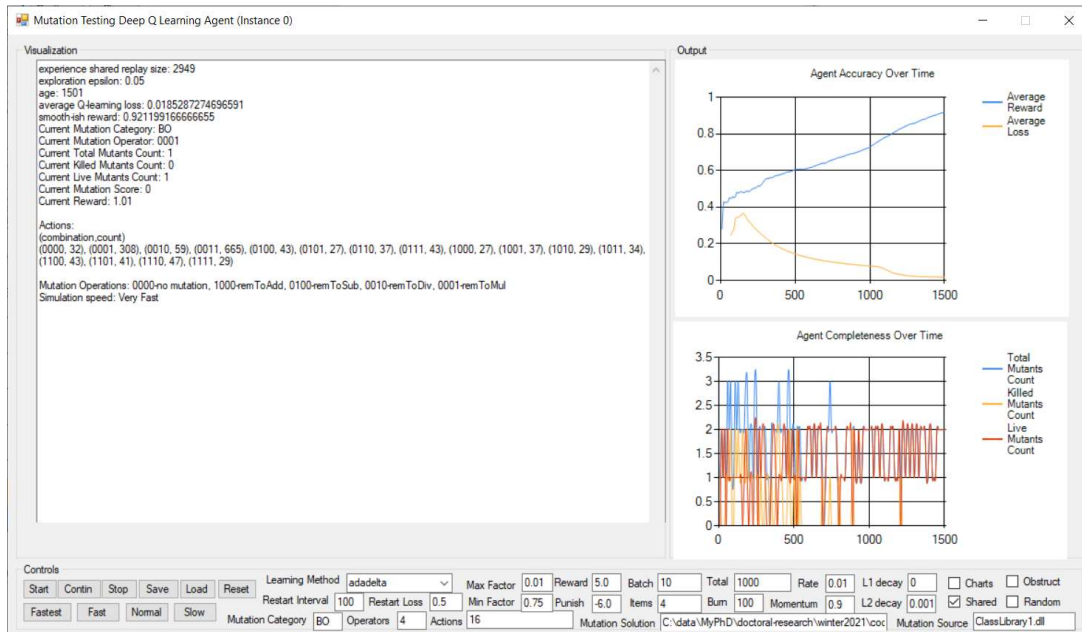 Mutation Testing Deep Q Learning Agent (Instance 0)
Visualization
experience shared replay size: 2949
exploration epsilon: 0.05
age: 1501
average Q-learning loss: 0.0185287274696591
smooth-ish reward: 0.921199166666655
Current Mutation Category: BO
Current Mutation Operator: 0001
Current Total Mutants Count: 1
Current Killed Mutants Count: 0
Current Live Mutants Count: 1
Current Mutation Score: 0
Current Reward: 1.01
Actions:
(combination,count)
(0000, 32), (0001, 308), (0010, 59), (0011, 665), (0100, 43), (0101, 27), (0110, 37), (0111, 43), (1000, 27), (1001, 37), (1010, 29), (1011, 34),
(1100, 43), (1101, 41), (1110, 47), (1111, 29)
Mutation Operations: 0000-no mutation, 1000-remToAdd, 0100-remToSub, 0010-remToDiv, 0001-remToMul
Simulation speed: Very Fast
Output
Agent Accuracy Over Time
1
0.8
0.6
0.4
0.2
0
0 500 1000 1500
Average
Reward
Average
Loss
Agent Completeness Over Time
3.5
3
2.5
2
1.5
1
0.5
0
0 500 1000 1500
Total
Mutants
Count
Killed
Mutants
Count
Live
Mutants
Count
Controls
Start Contin Stop Save Load Reset
Fastest Fast Normal Slow
Learning Method adadelta
Restart Interval 100 Restart Loss 0.5
Max Factor 0.01 Reward 5.0 Batch 10 Total 1000 Rate 0.01 L1 decay 0 Charts Obstruct
Min Factor 0.75 Punish -6.0 Items 4 Burn 100 Momentum 0.9 L2 decay 0.001 Shared Random
Mutation Category BO Operators 4 Actions 16 Mutation Solution C:\data\MyPhD\doctoral-research\winter2021\coc Mutation Source ClassLibrary1.dll